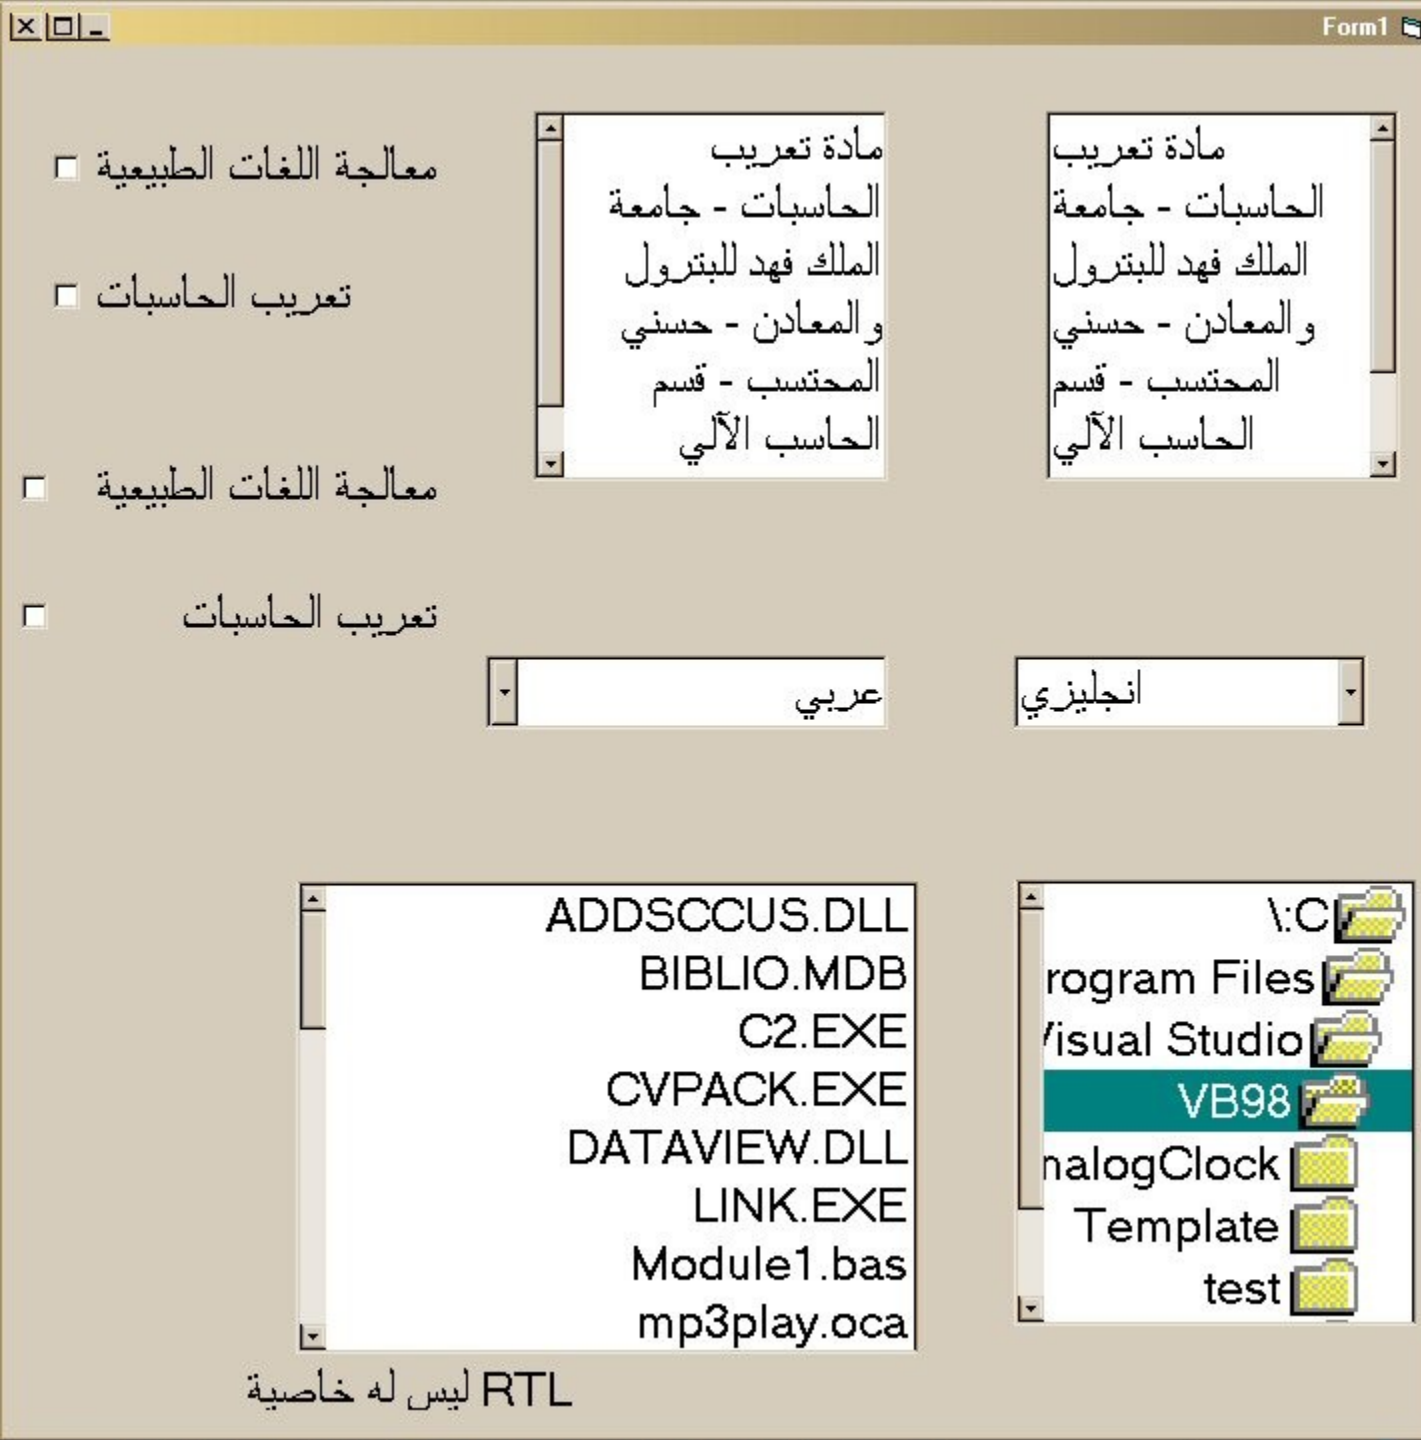 Form1
مادة تعريب
الحاسبات - جامعة
الملك فهد للبترول
والمعادن - حسني
المحتسب - قسم
الحاسب الآلي
مادة تعريب
الحاسبات - جامعة
الملك فهد للبترول
والمعادن - حسني
المحتسب - قسم
الحاسب الآلي
معالجة اللغات الطبيعية
تعريب الحاسبات
معالجة اللغات الطبيعية
تعريب الحاسبات
انجليزي
عربي
\:C
rogram Files
isual Studio
VB98
nalogClock
Template
test
ADDSCCUS.DLL
BIBLIO.MDB
C2.EXE
CVPACK.EXE
DATAVIEW.DLL
LINK.EXE
Module1.bas
mp3play.oca
ليس له خاصية RTL